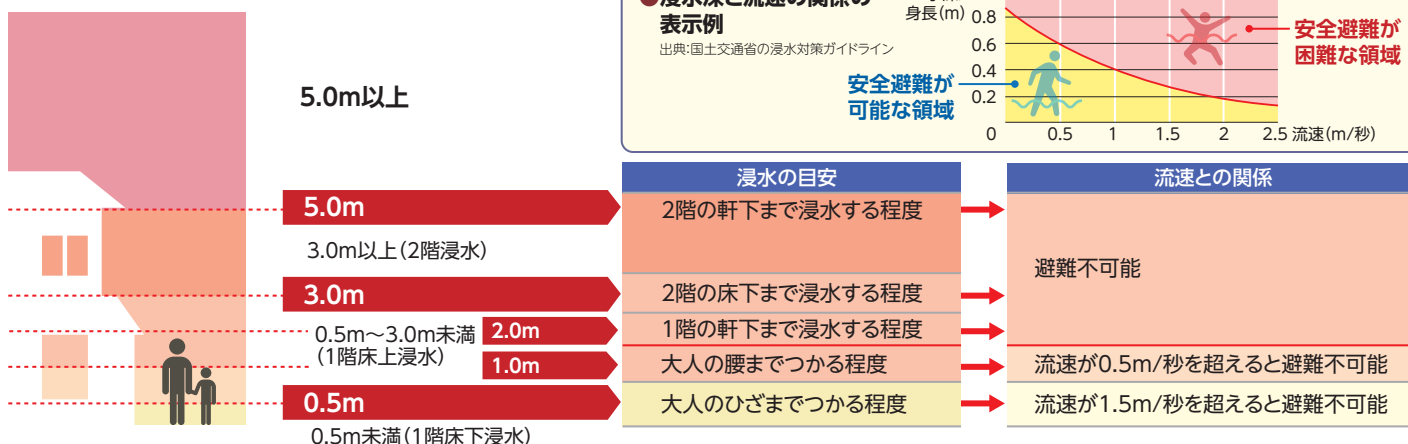 表示例
出典:国土交通省の浸水対策ガイドライン
身長(m)
0.8
0.6
0.4
0.2
0
0.5
1
1.5
2
2.5
流速(m/秒)
安全避難が
困難な領域
安全避難が
可能な領域
5.0m以上
浸水の目安
流速との関係
5.0m
2階の軒下まで浸水する程度
3.0m以上(2階浸水)
避難不可能
3.0m
2階の床下まで浸水する程度
0.5m〜3.0m未満
(1階床上浸水)
2.0m
1階の軒下まで浸水する程度
1.0m
大人の腰までつかる程度
流速が0.5m/秒を超えると避難不可能
0.5m
大人のひざまでつかる程度
流速が1.5m/秒を超えると避難不可能
0.5m未満(1階床下浸水)